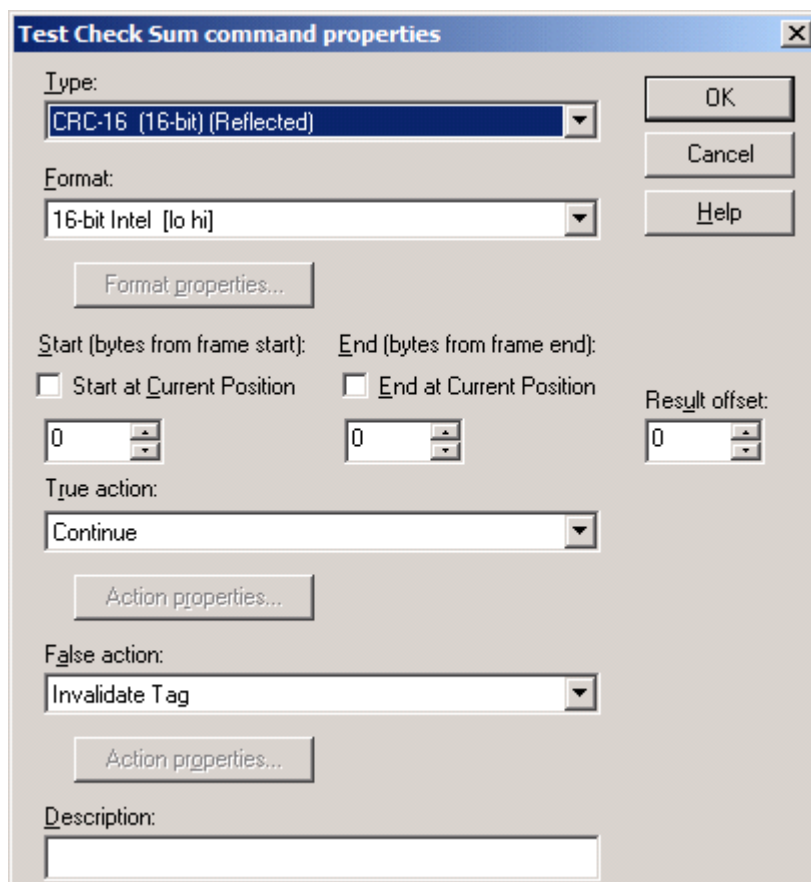 Test Check Sum command properties
Type:
CRC-16 (16-bit) (Reflected)
OK
Cancel
Format:
16-bit Intel [lo hi]
Help
Format properties...
Start (bytes from frame start): End (bytes from frame end):
Start at Current Position End at Current Position
Result offset:
0 0 0
True action:
Continue
Action properties...
False action:
Invalidate Tag
Action properties...
Description: